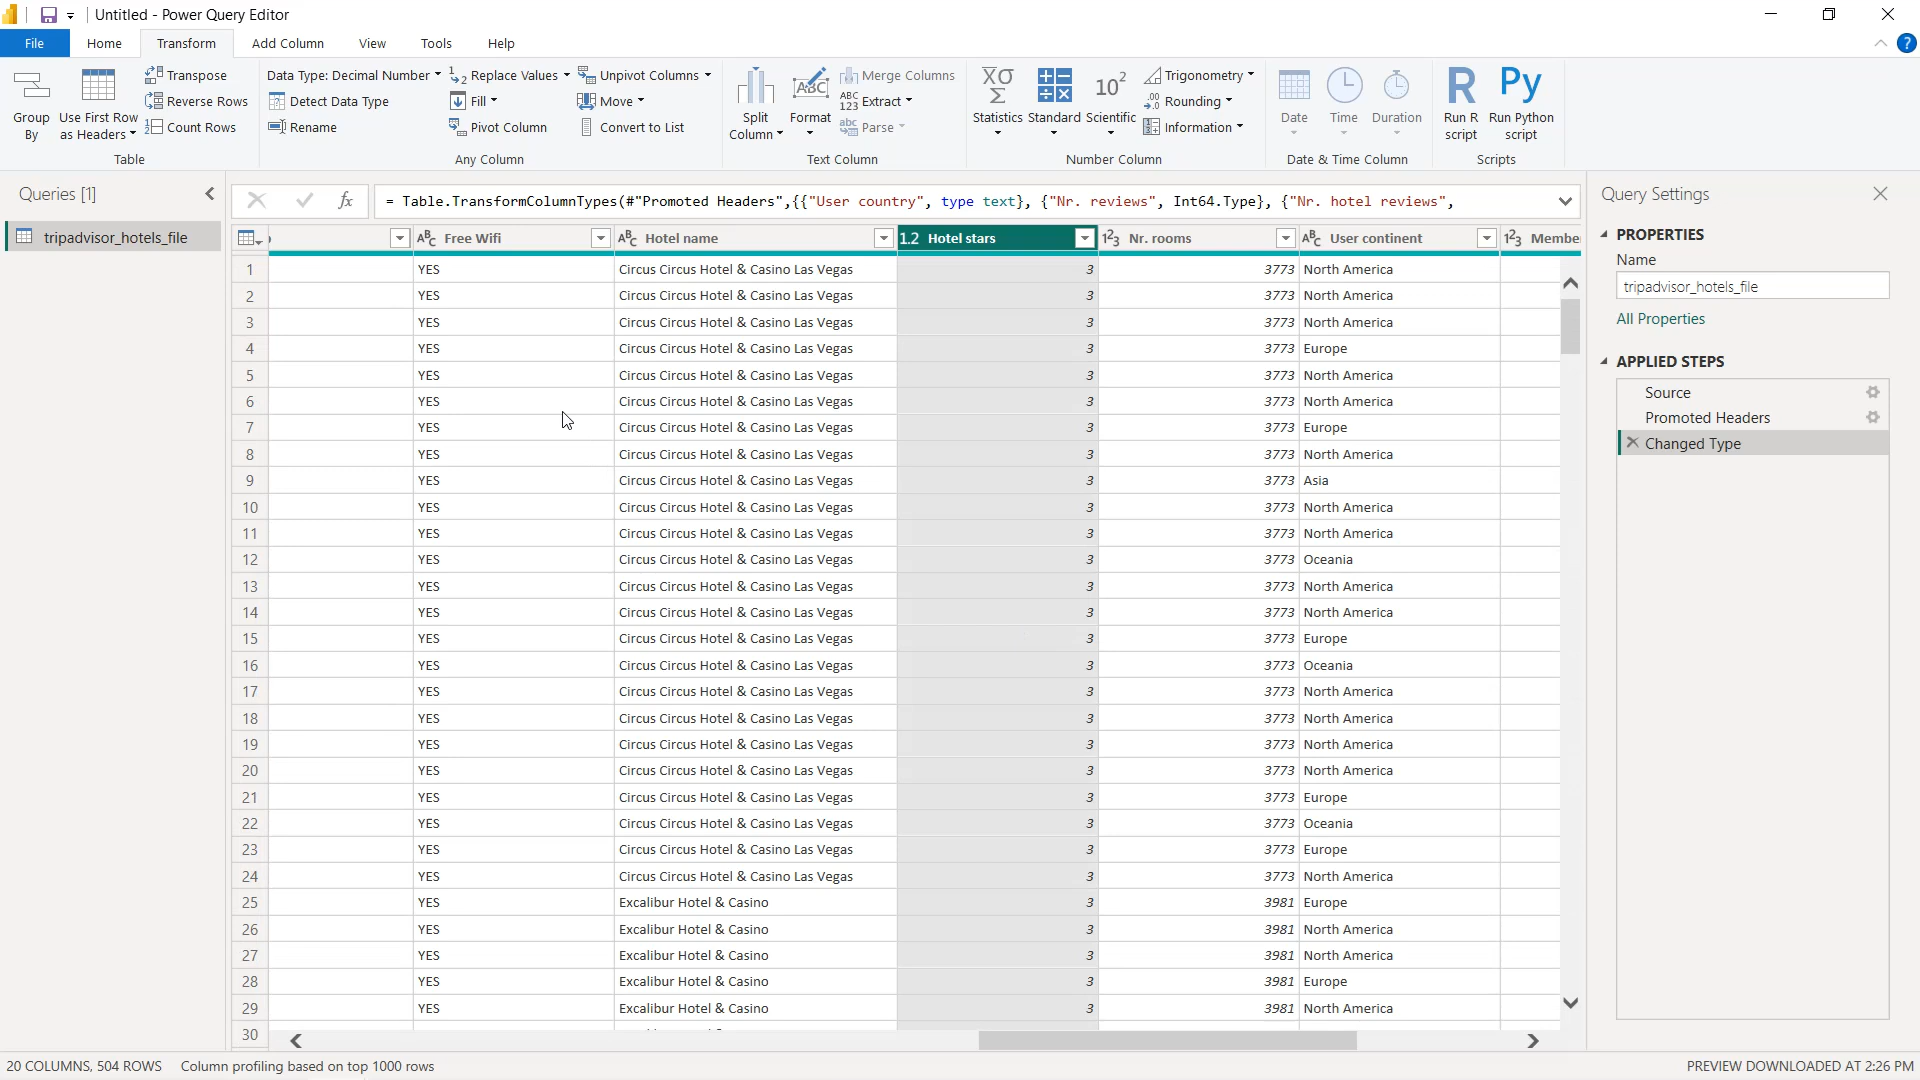 Untitled - Power Query Editor
File Home Transform Add Column View Tools Help
Group By
Use First Row as Headers
Transpose
Reverse Rows
Count Rows
Table
Data Type: Decimal Number
Detect Data Type
Rename
Replace Values
Fill
Pivot Column
Unpivot Columns
Move
Convert to List
Any Column
Split Column
Format
Merge Columns
Extract
Parse
Text Column
Statistics
Standard
Scientific
Trigonometry
Rounding
Information
Number Column
Date
Time
Duration
Date & Time Column
Run R script
Run Python script
Scripts
Queries [1]
tripadvisor_hotels_file
= Table.TransformColumnTypes(#"Promoted Headers",{{"User country", type text}, {"Nr. reviews", Int64.Type}, {"Nr. hotel reviews",
Free Wifi Hotel name 1.2 Hotel stars Nr. rooms User continent
1 YES Circus Circus Hotel & Casino Las Vegas 3 3773 North America
2 YES Circus Circus Hotel & Casino Las Vegas 3 3773 North America
3 YES Circus Circus Hotel & Casino Las Vegas 3 3773 North America
4 YES Circus Circus Hotel & Casino Las Vegas 3 3773 Europe
5 YES Circus Circus Hotel & Casino Las Vegas 3 3773 North America
6 YES Circus Circus Hotel & Casino Las Vegas 3 3773 North America
7 YES Circus Circus Hotel & Casino Las Vegas 3 3773 Europe
8 YES Circus Circus Hotel & Casino Las Vegas 3 3773 North America
9 YES Circus Circus Hotel & Casino Las Vegas 3 3773 Asia
10 YES Circus Circus Hotel & Casino Las Vegas 3 3773 North America
11 YES Circus Circus Hotel & Casino Las Vegas 3 3773 North America
12 YES Circus Circus Hotel & Casino Las Vegas 3 3773 Oceania
13 YES Circus Circus Hotel & Casino Las Vegas 3 3773 North America
14 YES Circus Circus Hotel & Casino Las Vegas 3 3773 North America
15 YES Circus Circus Hotel & Casino Las Vegas 3 3773 Europe
16 YES Circus Circus Hotel & Casino Las Vegas 3 3773 Oceania
17 YES Circus Circus Hotel & Casino Las Vegas 3 3773 North America
18 YES Circus Circus Hotel & Casino Las Vegas 3 3773 North America
19 YES Circus Circus Hotel & Casino Las Vegas 3 3773 North America
20 YES Circus Circus Hotel & Casino Las Vegas 3 3773 North America
21 YES Circus Circus Hotel & Casino Las Vegas 3 3773 Europe
22 YES Circus Circus Hotel & Casino Las Vegas 3 3773 Oceania
23 YES Circus Circus Hotel & Casino Las Vegas 3 3773 Europe
24 YES Circus Circus Hotel & Casino Las Vegas 3 3773 North America
25 YES Excalibur Hotel & Casino 3 3981 Europe
26 YES Excalibur Hotel & Casino 3 3981 North America
27 YES Excalibur Hotel & Casino 3 3981 North America
28 YES Excalibur Hotel & Casino 3 3981 Europe
29 YES Excalibur Hotel & Casino 3 3981 North America
30
Query Settings
PROPERTIES
Name
tripadvisor_hotels_file
All Properties
APPLIED STEPS
Source
Promoted Headers
Changed Type
20 COLUMNS, 504 ROWS Column profiling based on top 1000 rows
PREVIEW DOWNLOADED AT 2:26 PM